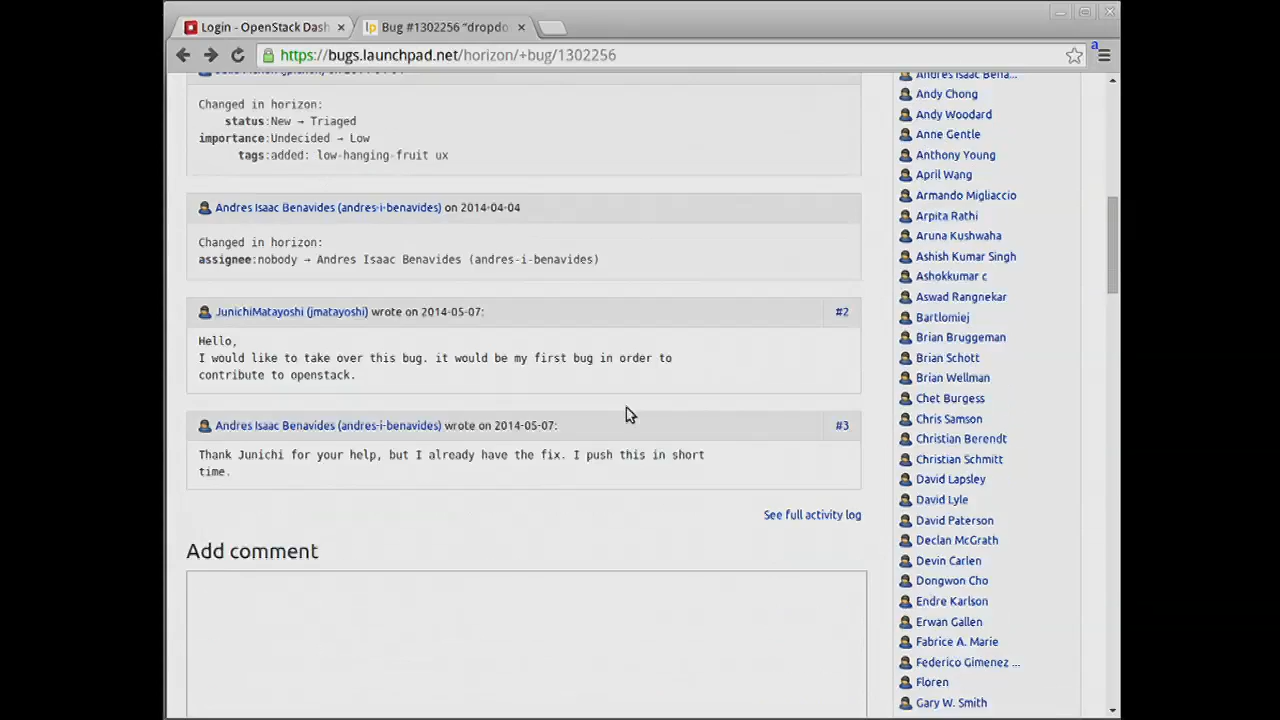 Login - OpenStack Dash
Bug #1302256 “dropdo
https://bugs.launchpad.net/horizon/+bug/1302256
a
Changed in horizon:
status:New → Triaged
importance:Undecided → Low
tags:added: low-hanging-fruit ux
Andres Isaac Benavides (andres-i-benavides) on 2014-04-04
Changed in horizon:
assignee:nobody → Andres Isaac Benavides (andres-i-benavides)
JunichiMatayoshi (jmatayoshi) wrote on 2014-05-07:
#2
Hello,
I would like to take over this bug. it would be my first bug in order to
contribute to openstack.
Andres Isaac Benavides (andres-i-benavides) wrote on 2014-05-07:
#3
Thank Junichi for your help, but I already have the fix. I push this in short
time.
See full activity log
Add comment
Andres Isaac Bena...
Andy Chong
Andy Woodard
Anne Gentle
Anthony Young
April Wang
Armando Migliaccio
Arpita Rathi
Aruna Kushwaha
Ashish Kumar Singh
Ashokkumar c
Aswad Rangnekar
Bartlomiej
Brian Bruggeman
Brian Schott
Brian Wellman
Chet Burgess
Chris Samson
Christian Berendt
Christian Schmitt
David Lapsley
David Lyle
David Paterson
Declan McGrath
Devin Carlen
Dongwon Cho
Endre Karlson
Erwan Gallen
Fabrice A. Marie
Federico Gimenez ...
Floren
Gary W. Smith